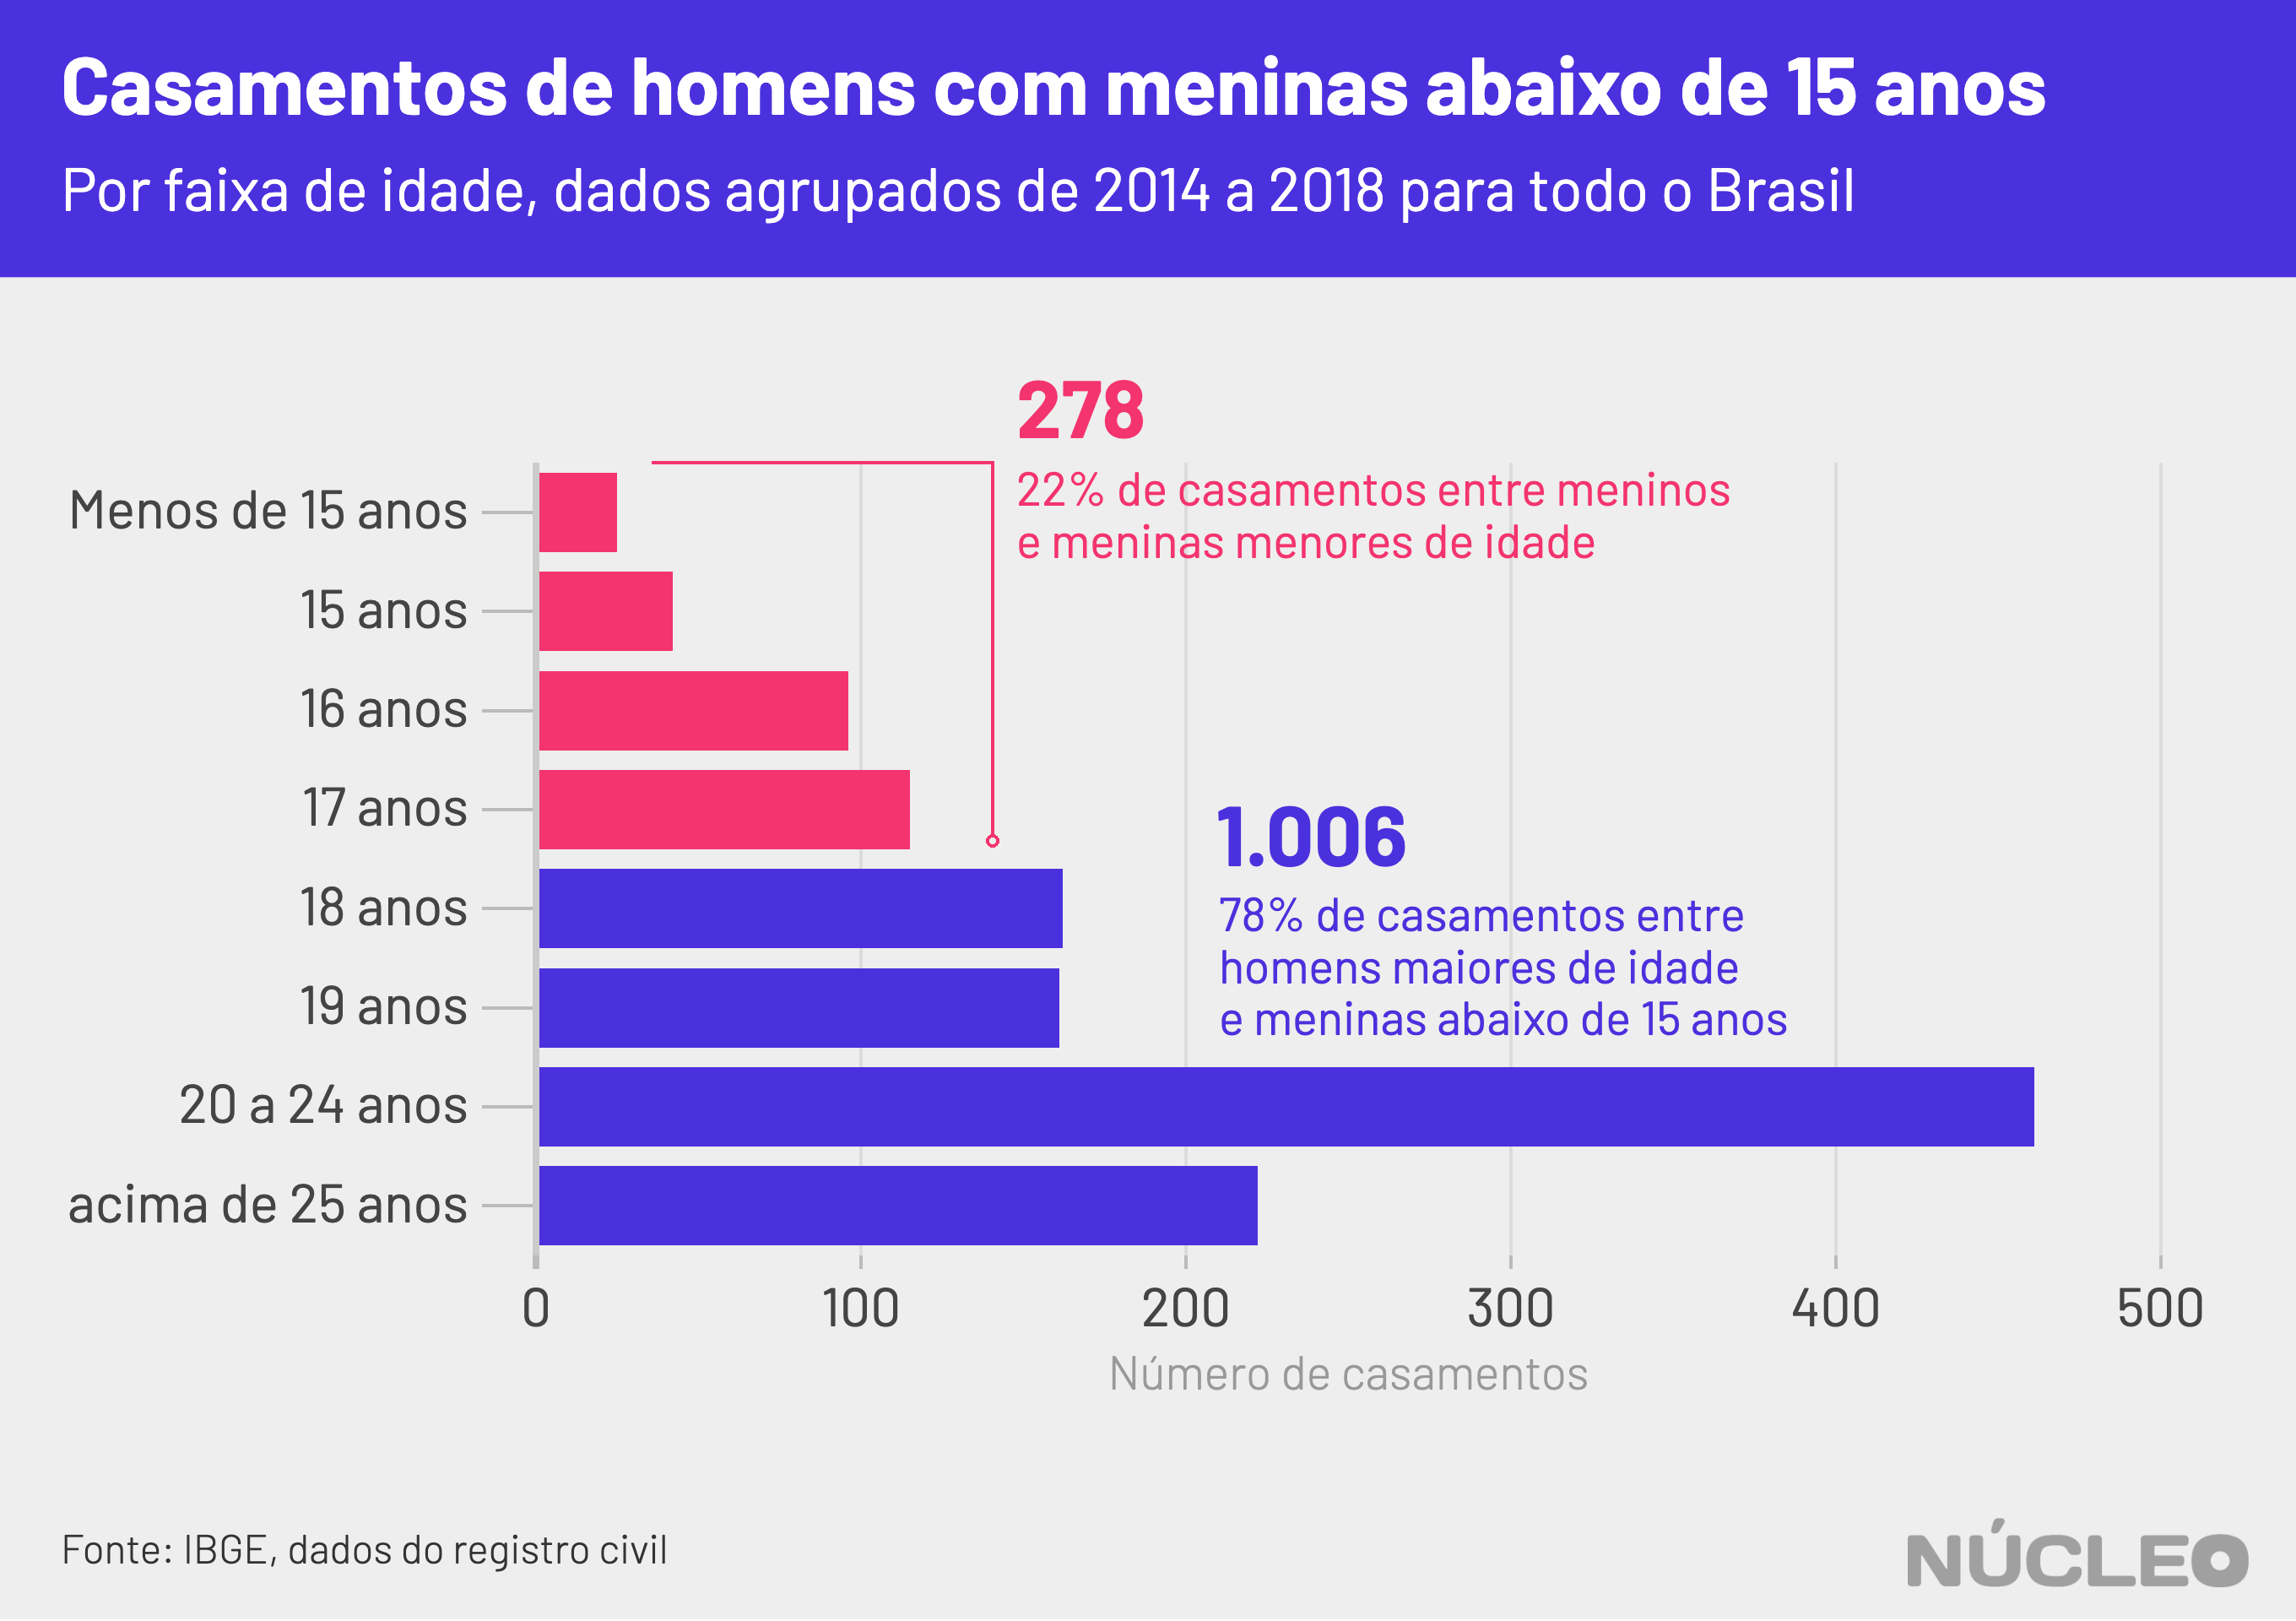 Casamentos de homens com meninas abaixo de 15 anos
Por faixa de idade, dados agrupados de 2014 a 2018 para todo o Brasil
278
22% de casamentos entre meninos
e meninas menores de idade
Menos de 15 anos
15 anos
16 anos
17 anos
18 anos
19 anos
20 a 24 anos
acima de 25 anos
1.006
78% de casamentos entre
homens maiores de idade
e meninas abaixo de 15 anos
0 100 200 300 400 500
Número de casamentos
Fonte: IBGE, dados do registro civil
NÚCLEO